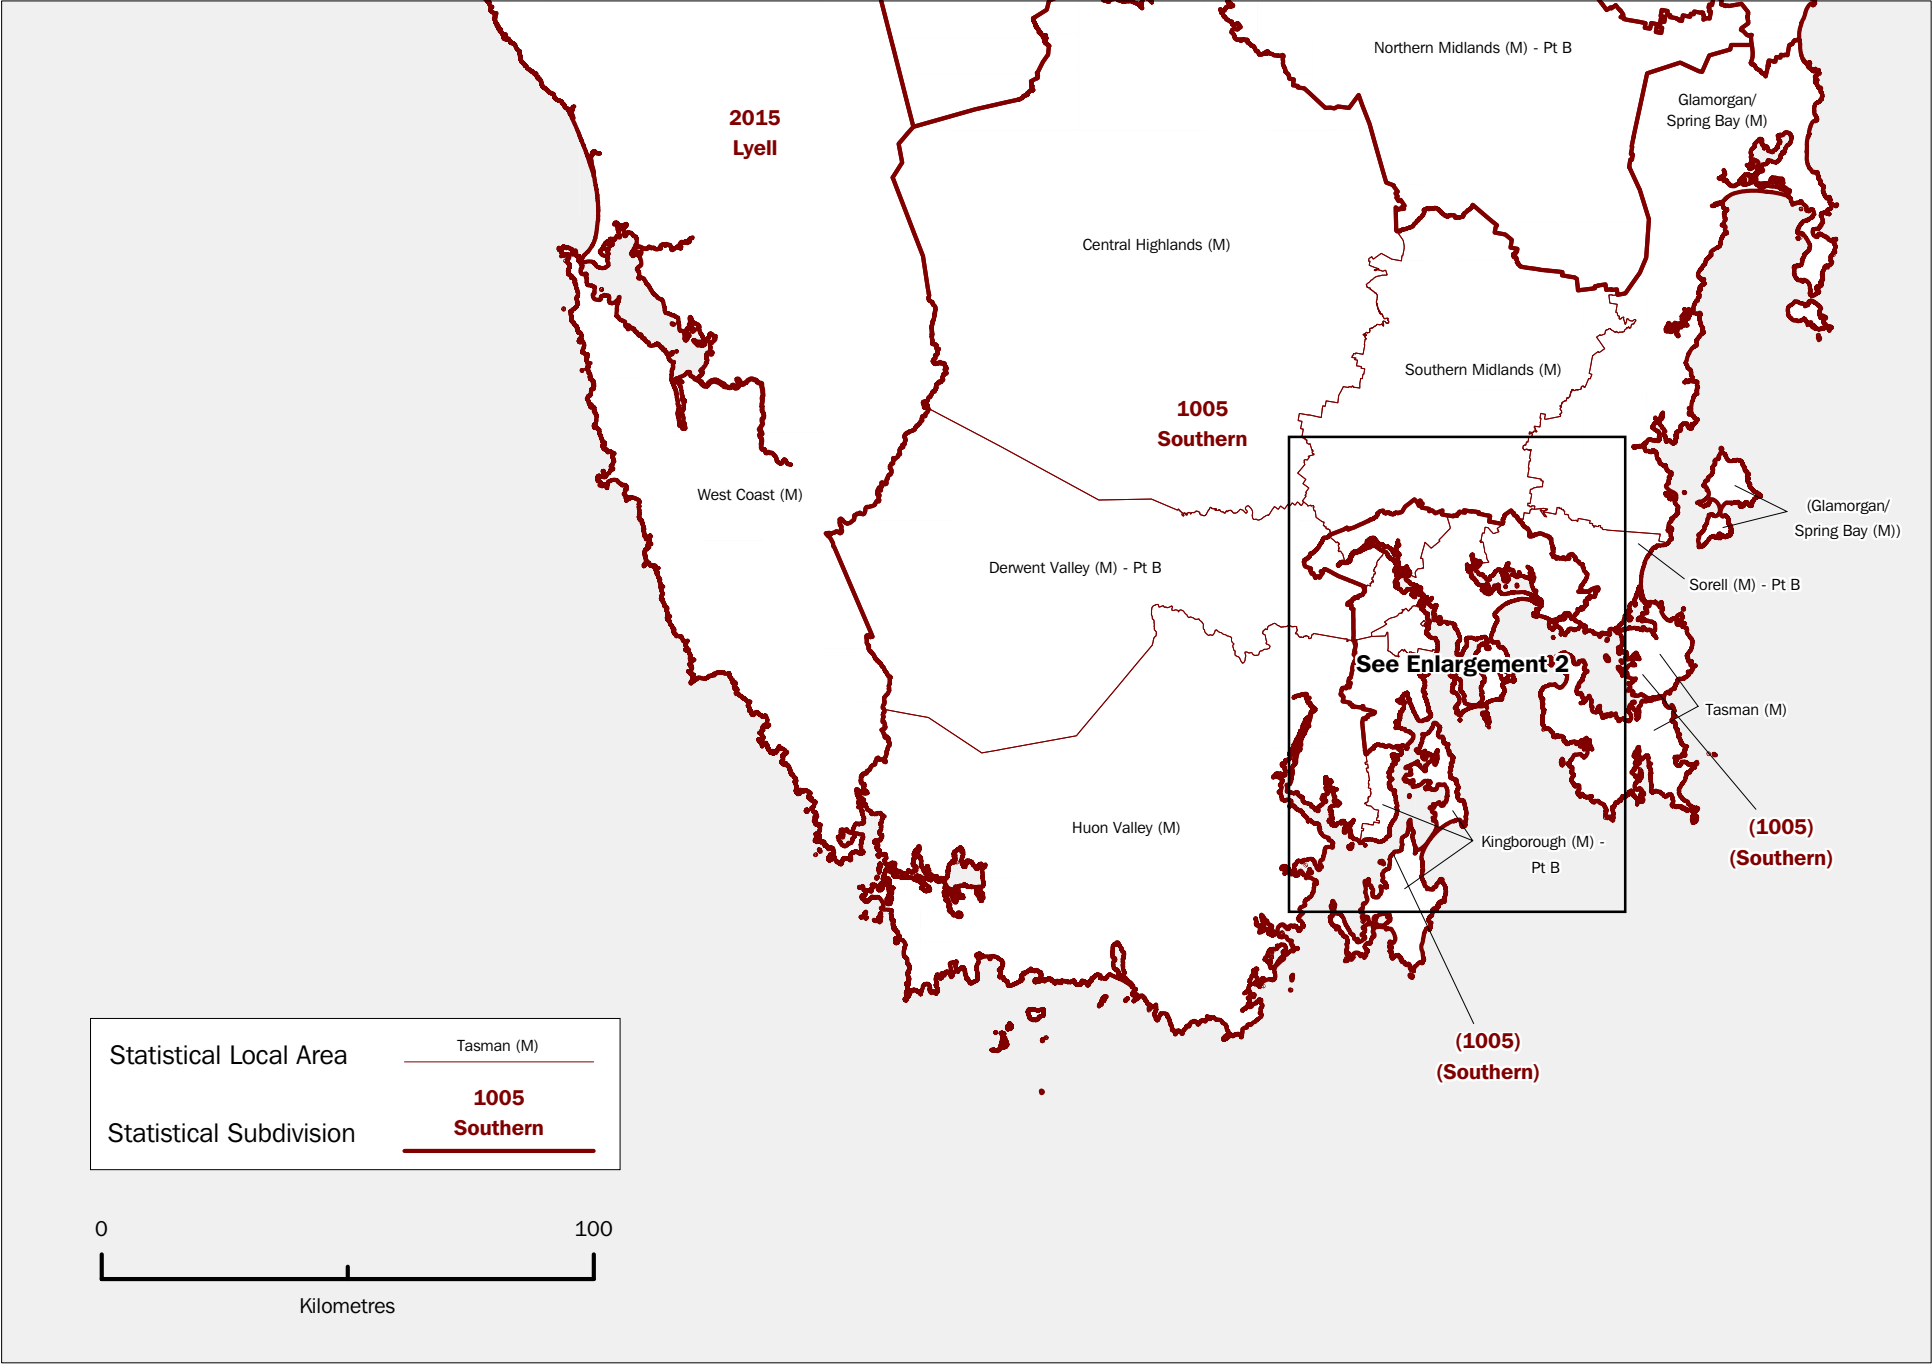 Northern Midlands (M) - Pt B
Glamorgan/
Spring Bay (M)
2015
Lyell
Central Highlands (M)
Southern Midlands (M)
1005
Southern
West Coast (M)
(Glamorgan/
Spring Bay (M))
Derwent Valley (M) - Pt B
Sorell (M) - Pt B
See Enlargement 2
Tasman (M)
Huon Valley (M)
(1005)
(Southern)
Kingborough (M) -
Pt B
(1005)
(Southern)
Statistical Local Area
Tasman (M)
1005
Southern
Statistical Subdivision
0 100
Kilometres